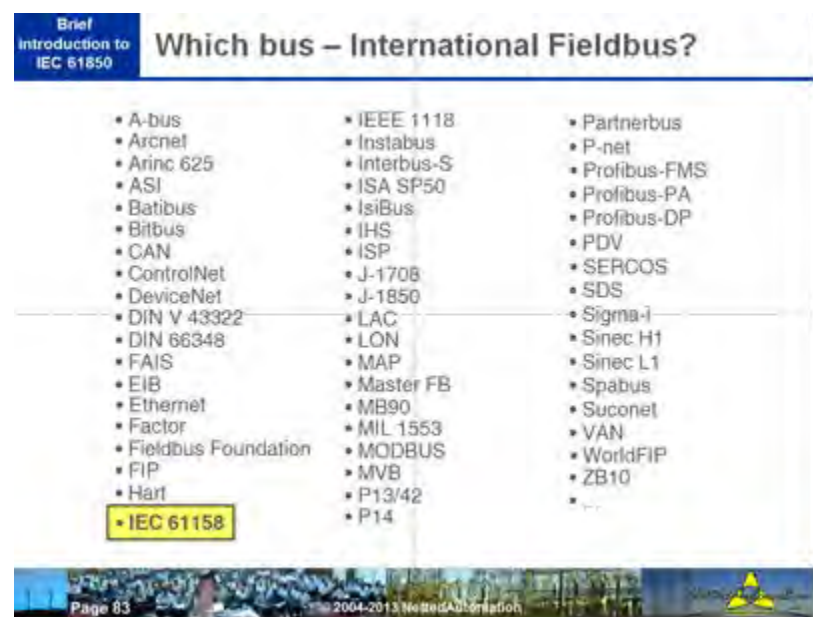 Brief
introduction to
IEC 61850
Which bus – International Fieldbus?
• A-bus
• Arcnet
• Arinc 625
• ASI
• Batibus
• Bitbus
• CAN
• ControlNet
• DeviceNet
• DIN V 43322
• DIN 66348
• FAIS
• EIB
• Ethernet
• Factor
• Fieldbus Foundation
• FIP
• Hart
• IEC 61158
• IEEE 1118
• Instabus
• Interbus-S
• ISA SP50
• IsiBus
• IHS
• ISP
• J-1708
• J-1850
• LAC
• LON
• MAP
• Master FB
• MB90
• MIL 1553
• MODBUS
• MVB
• P13/42
• P14
• Partnerbus
• P-net
• Profibus-FMS
• Profibus-PA
• Profibus-DP
• PDV
• SERCOS
• SDS
• Sigma-i
• Sinec H1
• Sinec L1
• Spabus
• Suconet
• VAN
• WorldFIP
• ZB10
• ...
Page 83
2004-2013 NettedAutomation